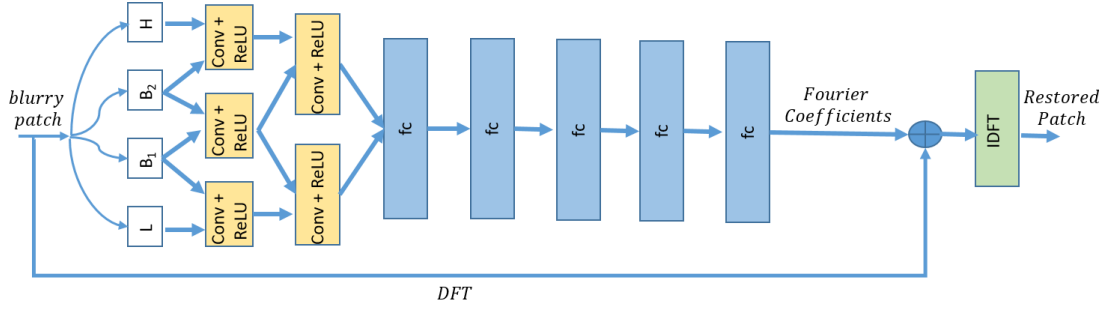 blurry
patch
H
B₂
B₁
L
Conv +
ReLU
Conv +
ReLU
Conv +
ReLU
Conv + ReLU
Conv + ReLU
fc
fc
fc
fc
fc
Fourier
Coefficients
IDFT
Restored
Patch
DFT